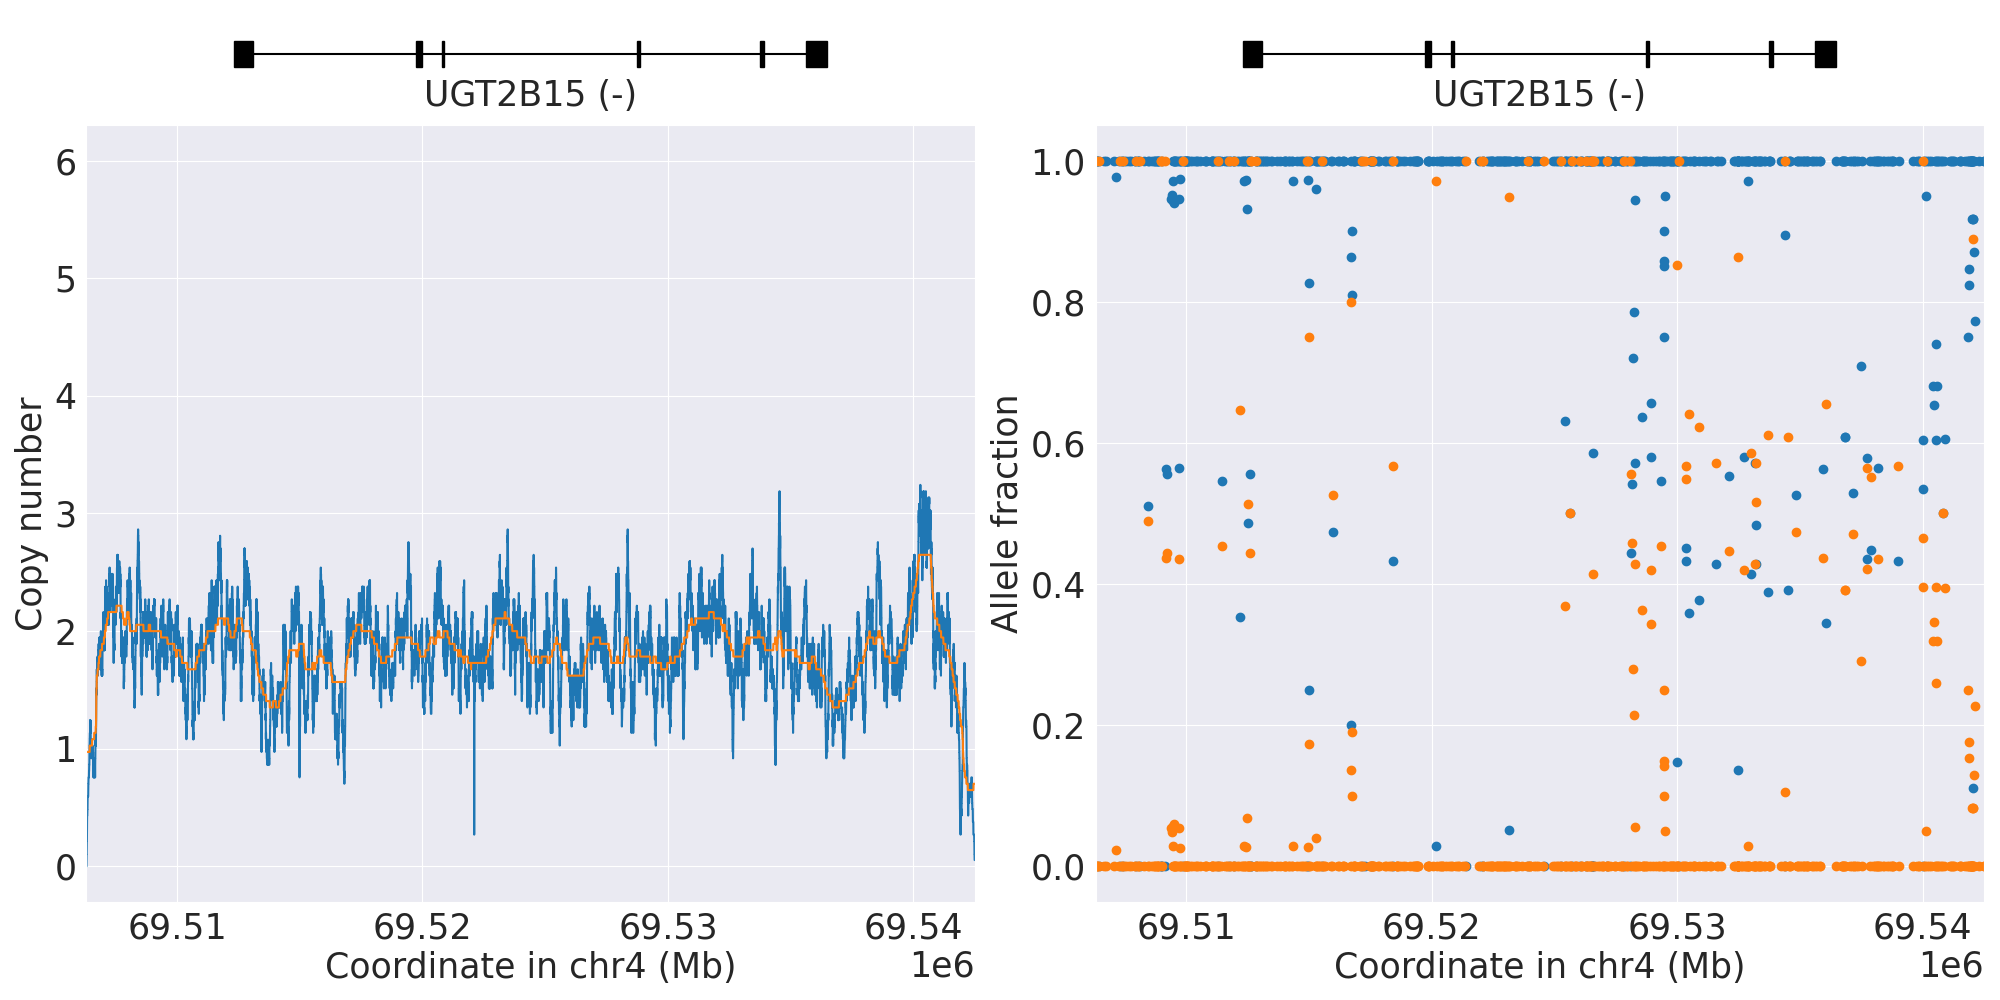 UGT2B15 (-)
6
5
4
3
2
1
0
Copy number
69.51 69.52 69.53 69.54
Coordinate in chr4 (Mb)
1e6
UGT2B15 (-)
1.0
0.8
0.6
0.4
0.2
0.0
Allele fraction
69.51 69.52 69.53 69.54
Coordinate in chr4 (Mb)
1e6